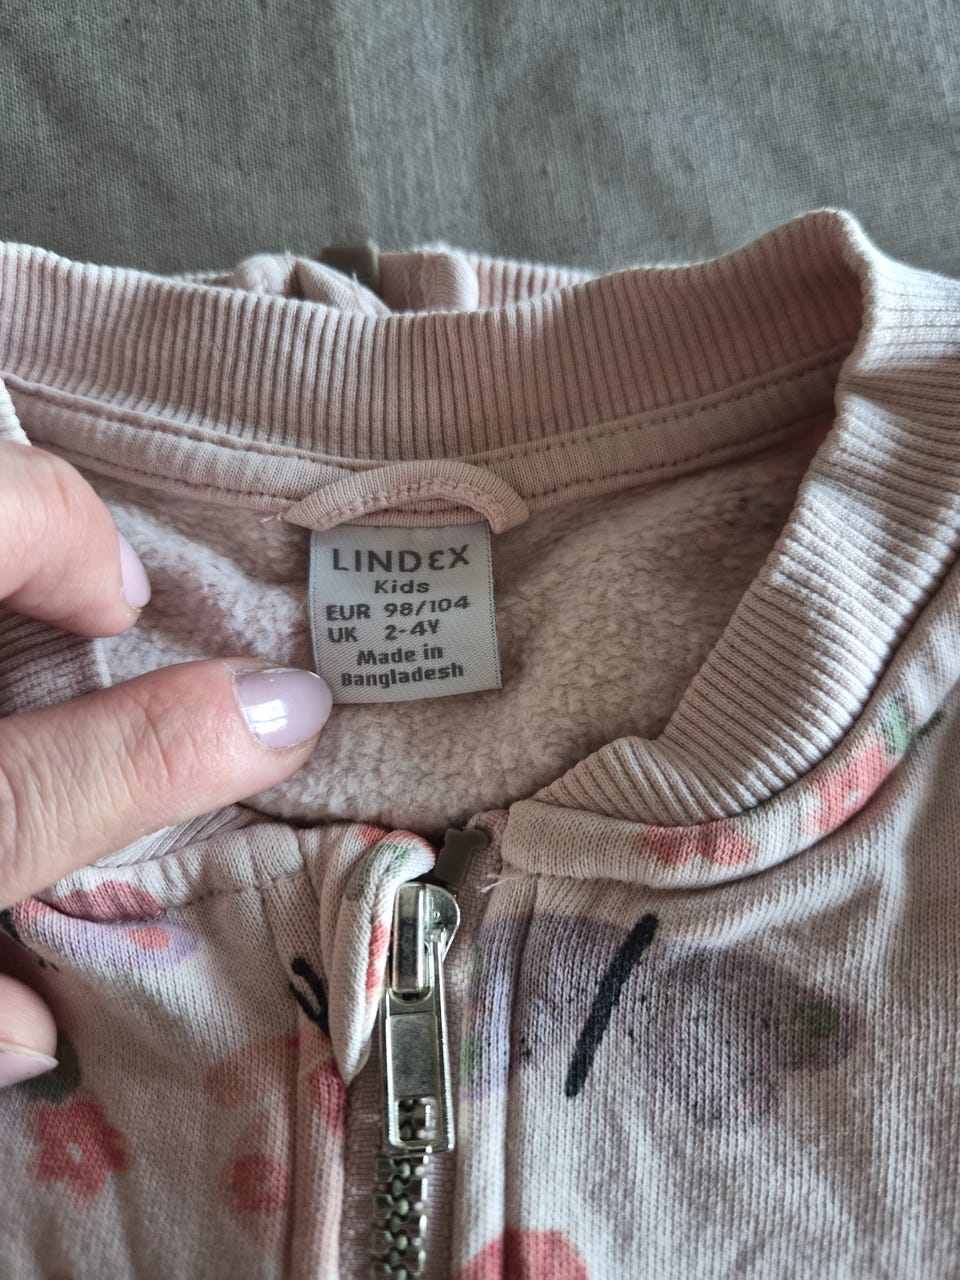 LINDEX
Kids
EUR 98/104
UK 2-4Y
Made in
Bangladesh